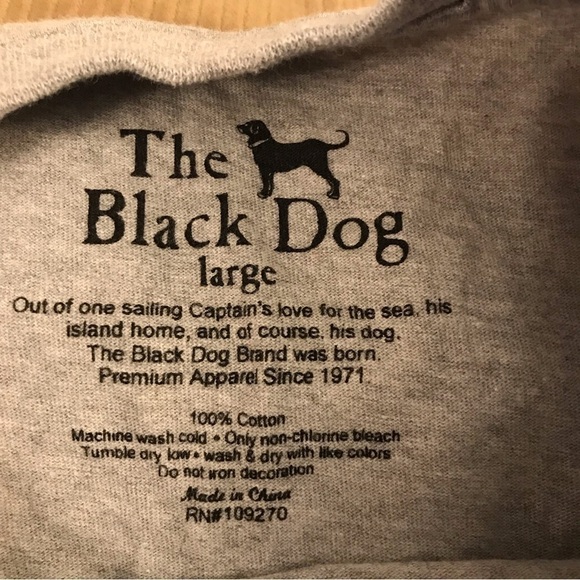 The
Black Dog
large
Out of one sailing Captain's love for the sea, his
island home, and of course, his dog,
The Black Dog Brand was born.
Premium Apparel Since 1971.
100% Cotton
Machine wash cold • Only non-chlorine bleach
Tumble dry low • wash & dry with like colors
Do not iron decoration
Made in China
RN#109270